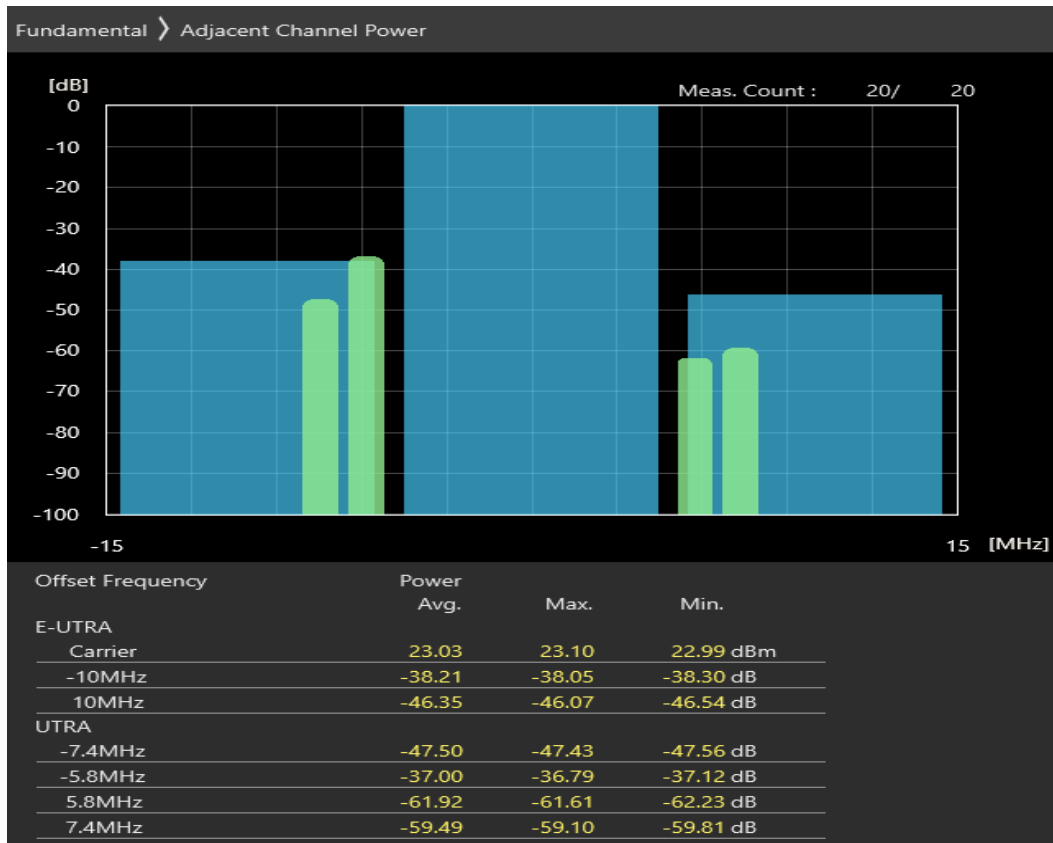 Fundamental 〉 Adjacent Channel Power
[dB]
Meas. Count : 20/ 20
0
-10
-20
-30
-40
-50
-60
-70
-80
-90
-100
-15 15 [MHz]
Offset Frequency Power
Avg. Max. Min.
E-UTRA
Carrier 23.03 23.10 22.99 dBm
-10MHz -38.21 -38.05 -38.30 dB
10MHz -46.35 -46.07 -46.54 dB
UTRA
-7.4MHz -47.50 -47.43 -47.56 dB
-5.8MHz -37.00 -36.79 -37.12 dB
5.8MHz -61.92 -61.61 -62.23 dB
7.4MHz -59.49 -59.10 -59.81 dB